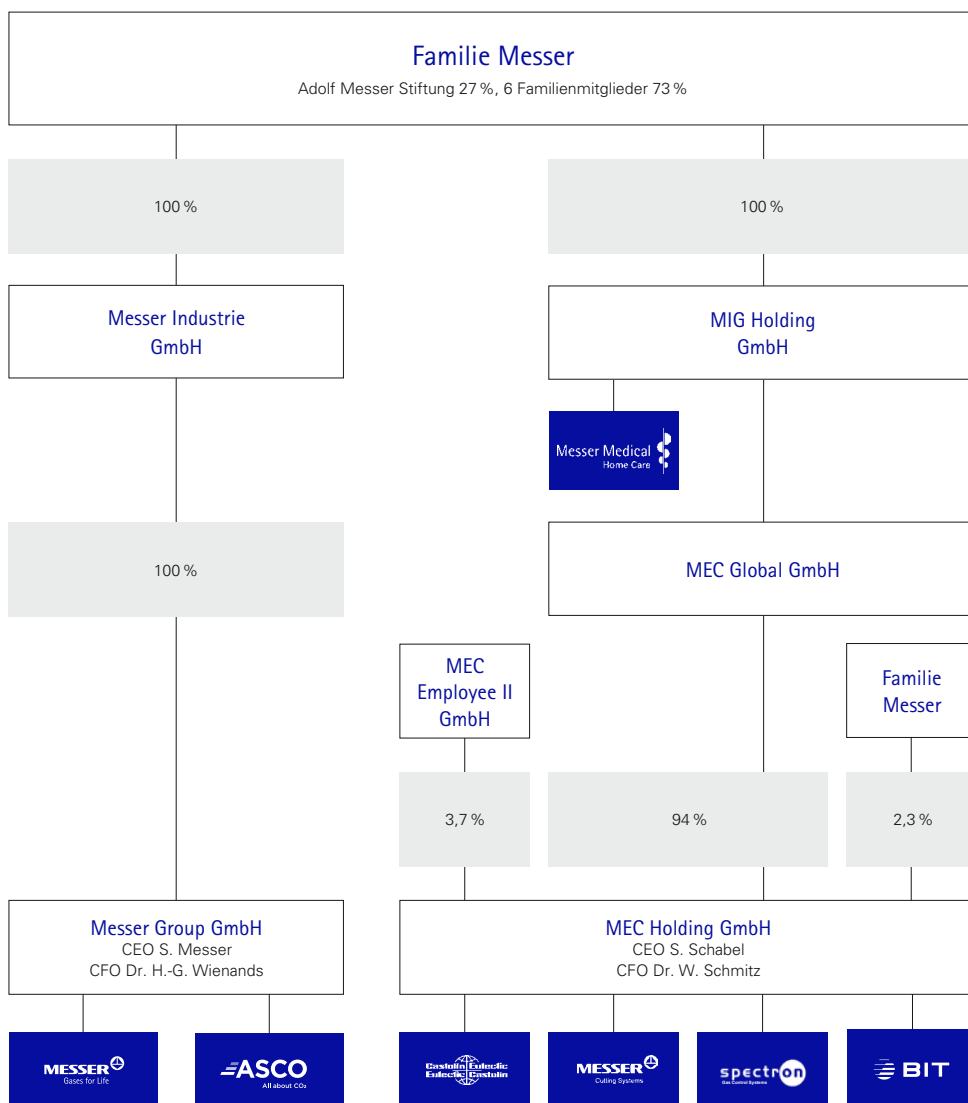 Familie Messer
Adolf Messer Stiftung 27 %, 6 Familienmitglieder 73 %
100 %
100 %
Messer Industrie
GmbH
MIG Holding
GmbH
Messer Medical
Home Care
100 %
MEC Global GmbH
MEC
Employee II
GmbH
Familie
Messer
3,7 %
94 %
2,3 %
Messer Group GmbH
CEO S. Messer
CFO Dr. H.-G. Wienands
MEC Holding GmbH
CEO S. Schabel
CFO Dr. W. Schmitz
MESSER
Gases for Life
ASCO
All about CO₂
Castolin Eutectic
Eutectic Castolin
MESSER
Cutting Systems
spectron
Gas Control Systems
BIT